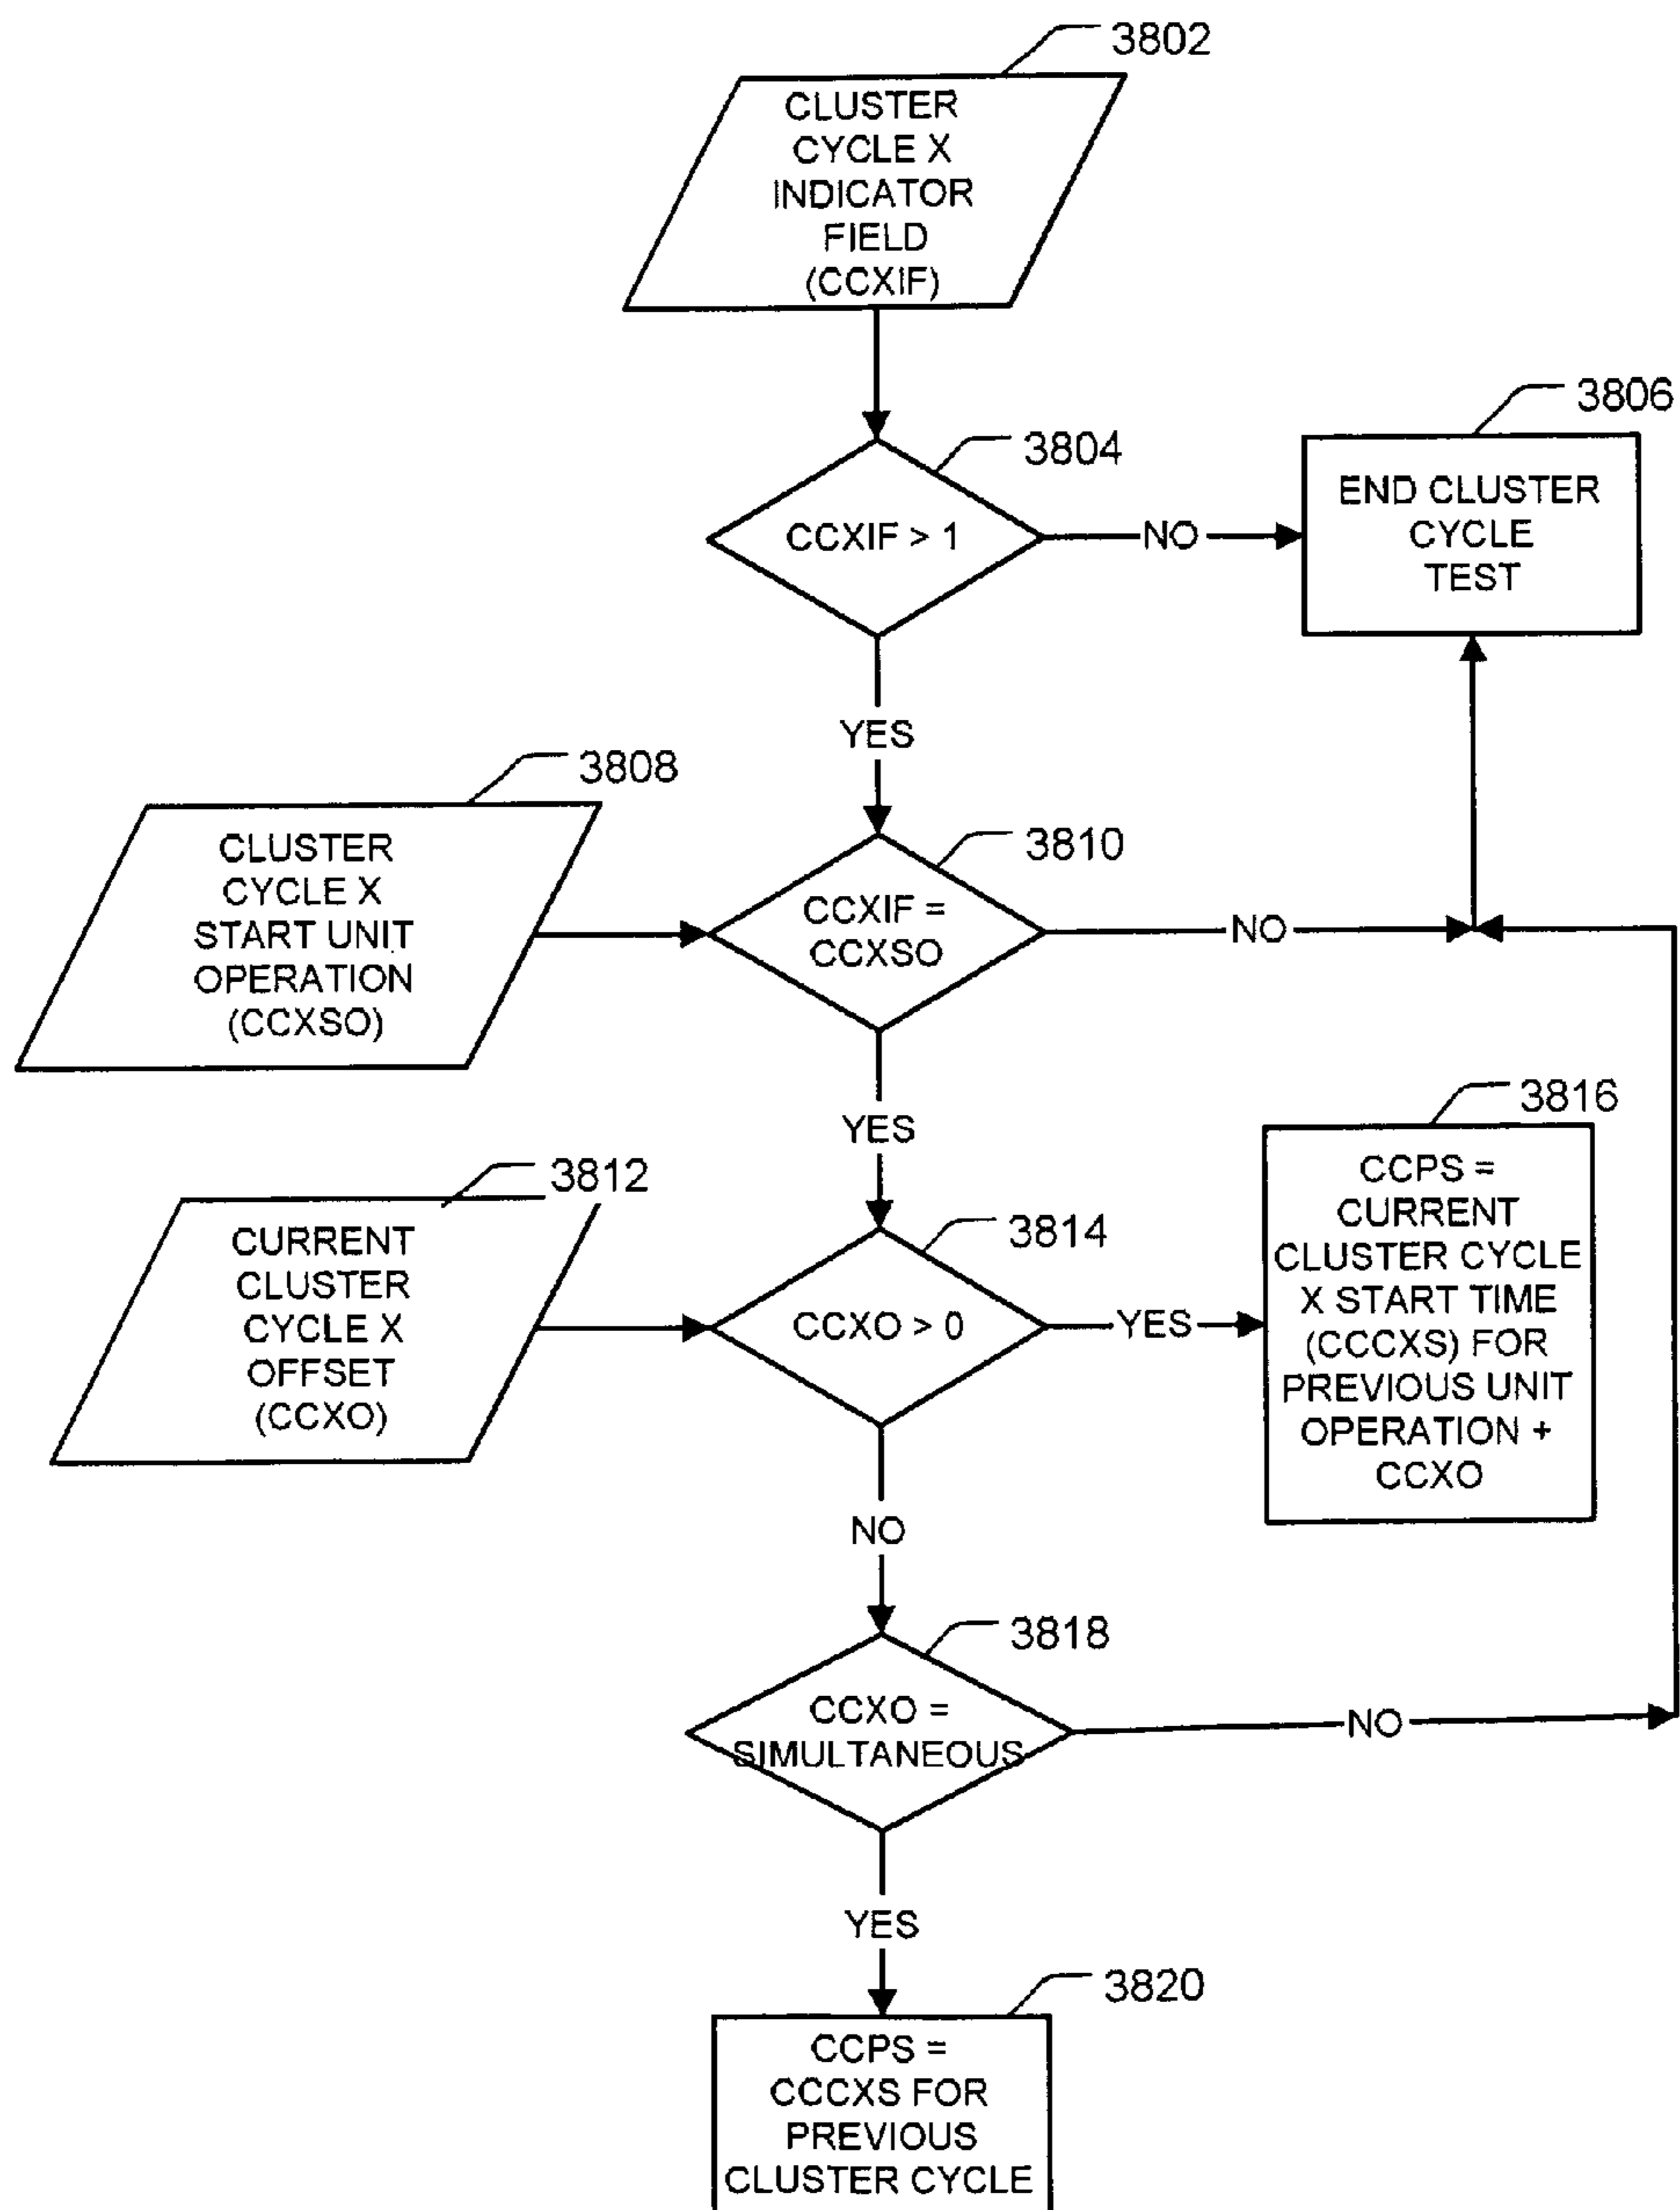 3802
CLUSTER
CYCLE X
INDICATOR
FIELD
(CCXIF)
3804
CCXIF > 1
NO
3806
END CLUSTER
CYCLE
TEST
YES
3808
CLUSTER
CYCLE X
START UNIT
OPERATION
(CCXSO)
3810
CCXIF =
CCXSO
NO
YES
3812
CURRENT
CLUSTER
CYCLE X
OFFSET
(CCXO)
3814
CCXO > 0
YES
3816
CCPS =
CURRENT
CLUSTER CYCLE
X START TIME
(CCCXS) FOR
PREVIOUS UNIT
OPERATION +
CCXO
NO
3818
CCXO =
SIMULTANEOUS
NO
YES
3820
CCPS =
CCCXS FOR
PREVIOUS
CLUSTER CYCLE